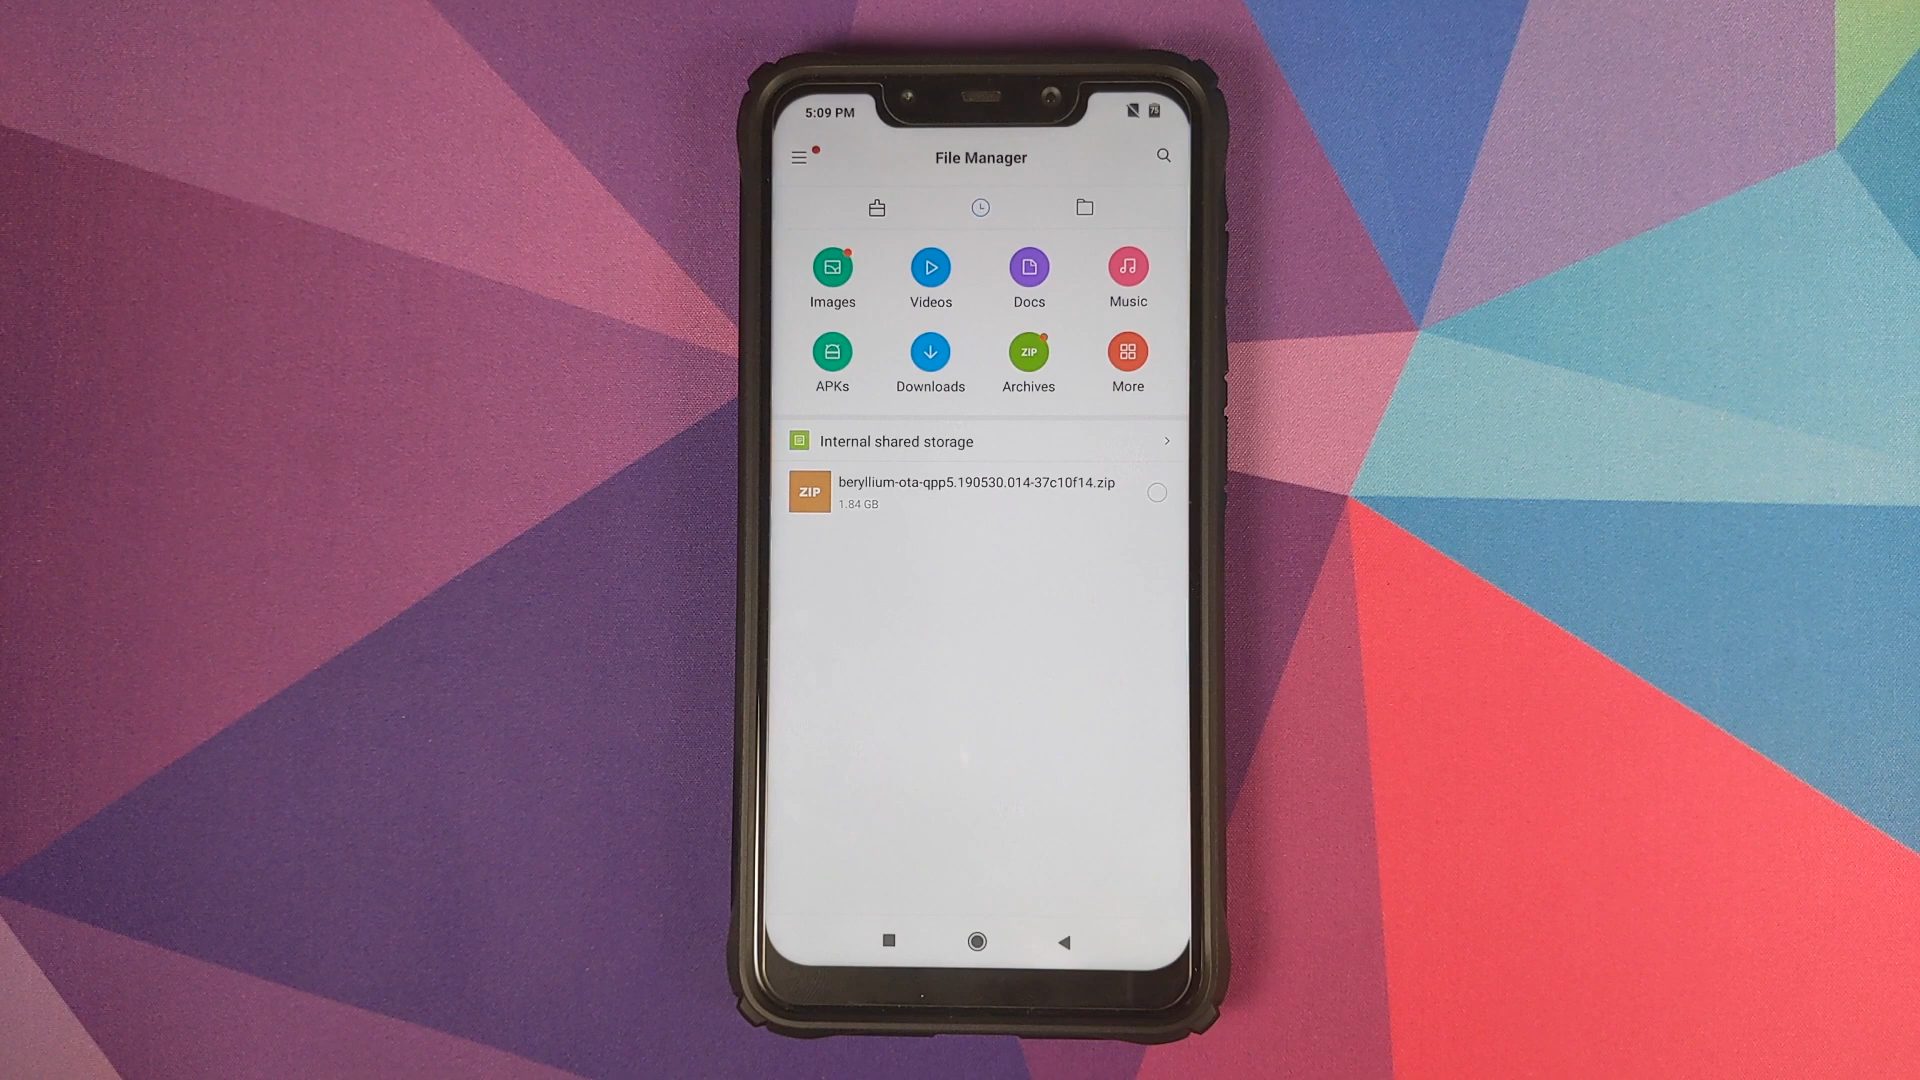 5:09 PM
75
File Manager
Images Videos Docs Music
ZIP
APKs Downloads Archives More
Internal shared storage
ZIP
beryllium-ota-qpp5.190530.014-37c10f14.zip
1.84 GB